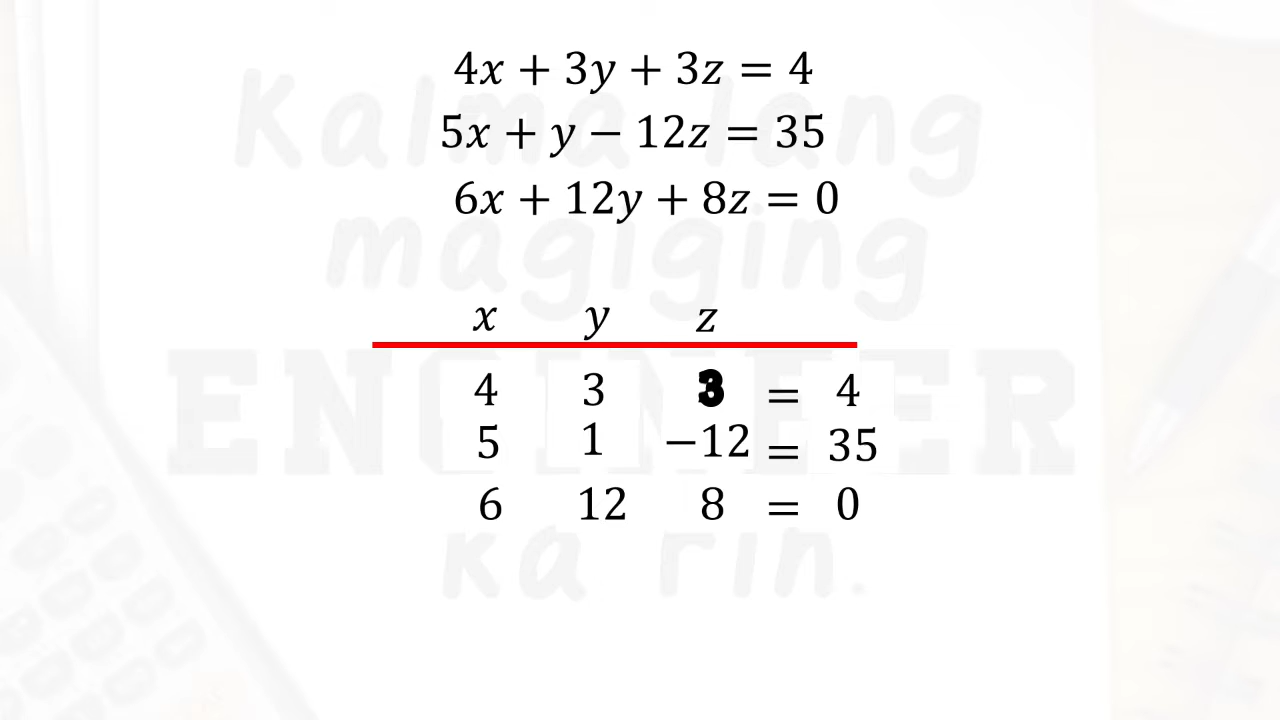 4x + 3y + 3z = 4
5x + y − 12z = 35
6x + 12y + 8z = 0
x y z
4 3 3 = 4
5 1 −12 = 35
6 12 8 = 0
Kalma lang
magiging
ENGINEER
ka rin.